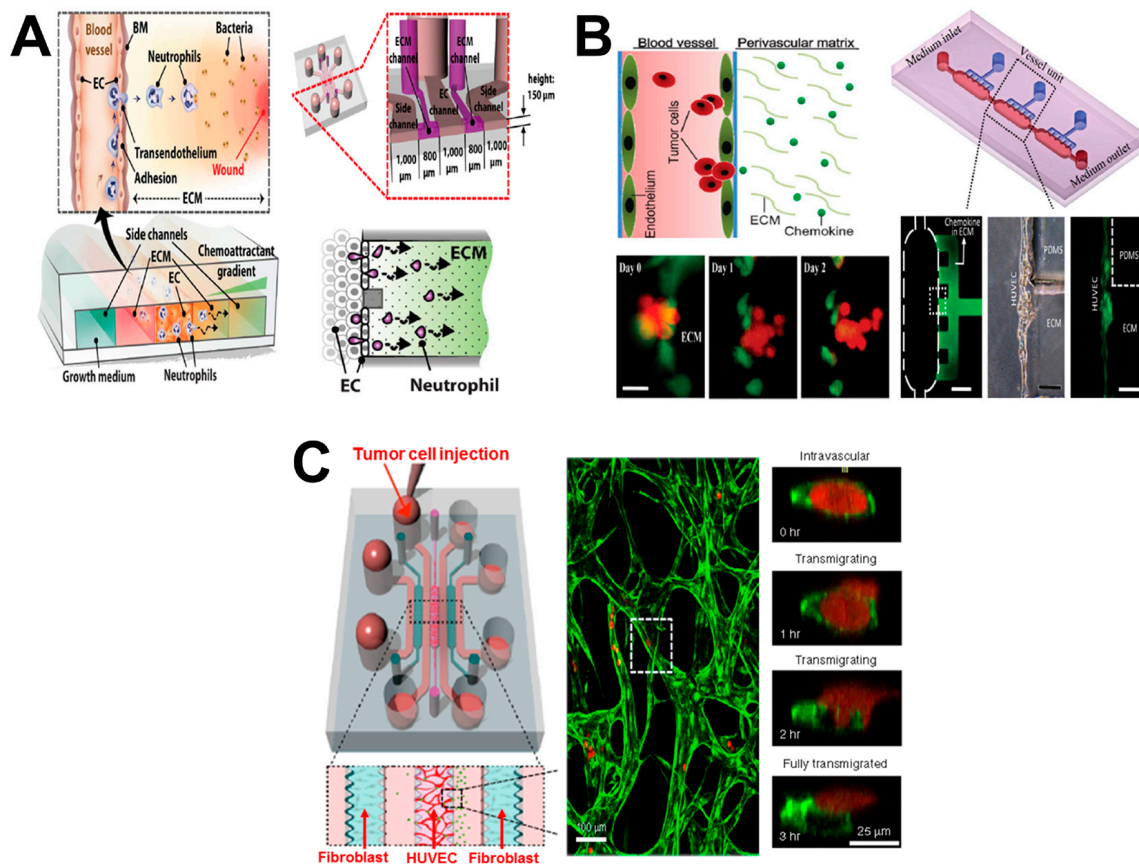 A
Blood
vessel
BM
Bacteria
EC
Neutrophils
Transendothelium
Adhesion
Wound
ECM
Side channels
ECM
EC
Chemoattractant
gradient
Growth medium
Neutrophils
ECM
channel
ECM
channel
Side
channel
EC
channel
Side
channel
height:
150 μm
1,000
μm
800
μm
1,000
μm
800
μm
1,000
μm
ECM
EC
Neutrophil
B
Blood vessel
Perivascular matrix
Tumor cells
Endothelium
ECM
Chemokine
Medium inlet
Vessel unit
Medium outlet
Day 0
ECM
Day 1
Day 2
Chemokine
in ECM
HUVEC
PDMS
ECM
HUVEC
PDMS
ECM
C
Tumor cell injection
Fibroblast
HUVEC
Fibroblast
100 μm
Intravascular
0 hr
Transmigrating
1 hr
Transmigrating
2 hr
Fully transmigrated
3 hr
25 μm